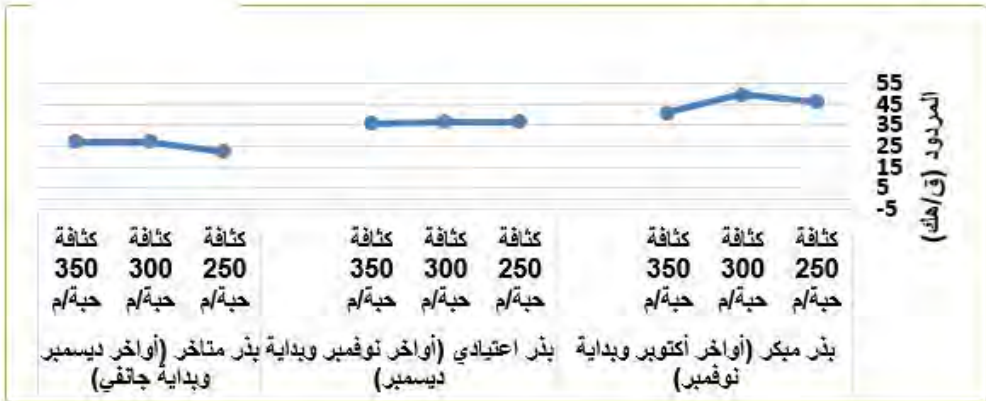 المردود (ق/هك)
55
45
35
25
15
5
-5
كثافة 250 حبة/م
كثافة 300 حبة/م
كثافة 350 حبة/م
بذر مبكر (أواخر أكتوبر وبداية
نوفمبر)
كثافة 250 حبة/م
كثافة 300 حبة/م
كثافة 350 حبة/م
بذر اعتيادي (أواخر نوفمبر وبداية
ديسمبر)
كثافة 250 حبة/م
كثافة 300 حبة/م
كثافة 350 حبة/م
بذر متاخر (أواخر ديسمبر
وبداية جانفي)